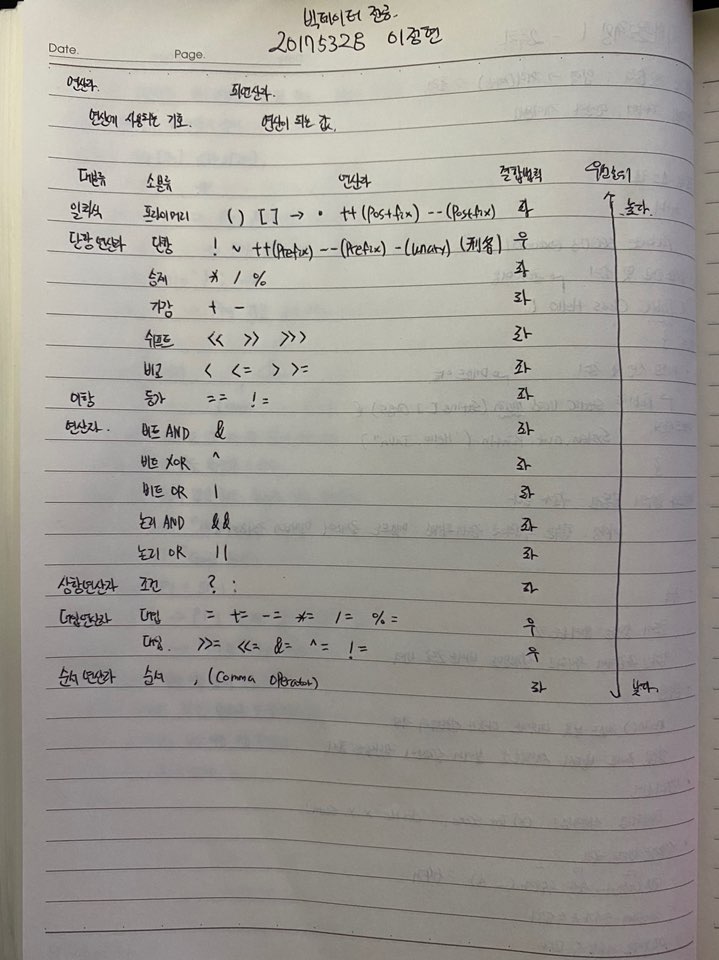 빅데이터 전공.
20175328 이정현
Date. Page.
연산자. 피연산자.
연산에 사용되는 기호. 연산이 되는 값.
대분류 소분류 연산자 결합법칙 우선순위
일력식 프라이머리 ( ) [ ] → . ++(Postfix) --(Postfix) 좌 높다.
단항 연산자 단항 ! ~ ++(Prefix) --(Prefix) -(unary) 우
승제 * / % 좌
가감 + - 좌
쉬프트 << >> >>> 좌
비교 < <= > >= 좌
이항 등가 == != 좌
연산자. 비트 AND & 좌
비트 XOR ^ 좌
비트 OR | 좌
논리 AND && 좌
논리 OR || 좌
삼항연산자 조건 ? : 좌
대입연산자 대입 = += -= *= /= %= 우
대입. >>= <<= &= ^= != 우
순서 연산자 순서 , (Comma operator) 좌 낮다.